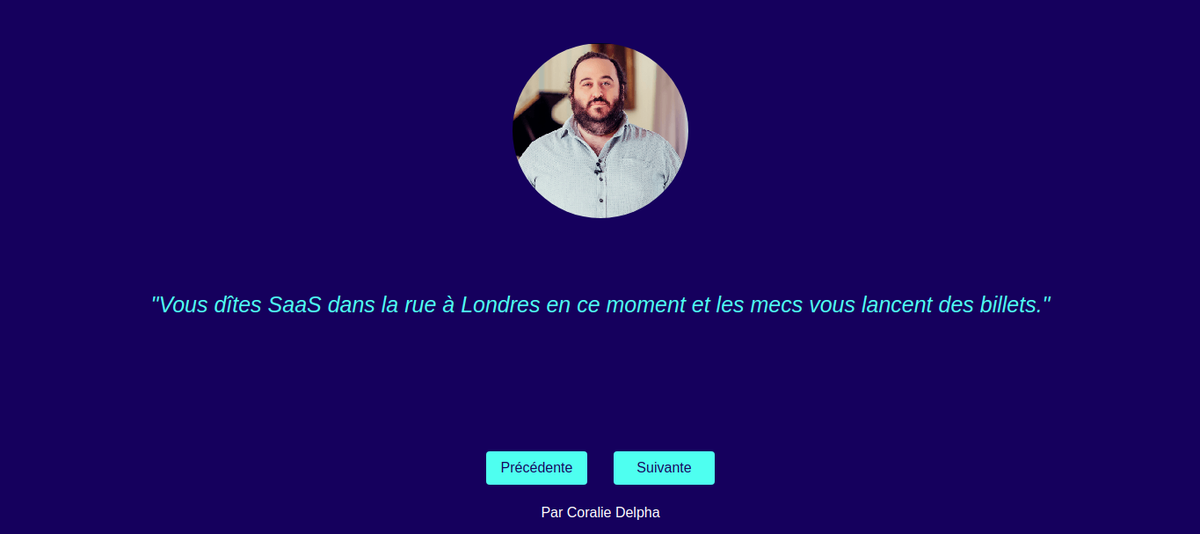 "Vous dîtes SaaS dans la rue à Londres en ce moment et les mecs vous lancent des billets."
Précédente
Suivante
Par Coralie Delpha